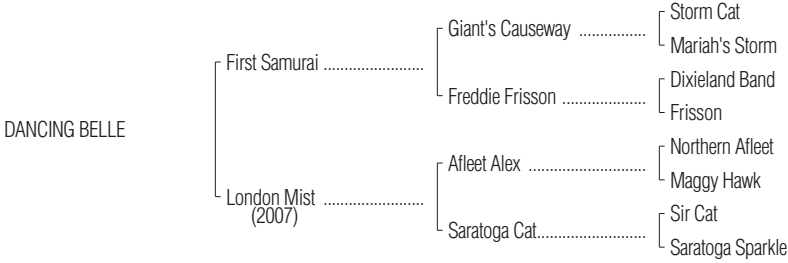 Storm Cat
Giant's Causeway ................
Mariah's Storm
First Samurai ........................
Dixieland Band
Freddie Frisson ....................
Frisson
DANCING BELLE
Northern Afleet
Afleet Alex ............................
Maggy Hawk
London Mist ........................
(2007)
Sir Cat
Saratoga Cat..........................
Saratoga Sparkle